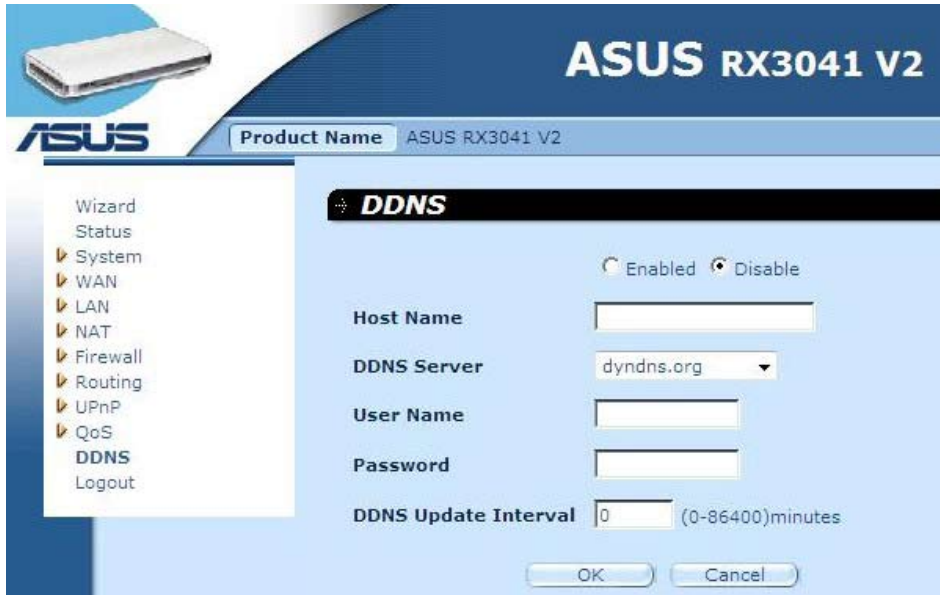 ASUS RX3041 V2
ASUS
Product Name ASUS RX3041 V2
Wizard
Status
System
WAN
LAN
NAT
Firewall
Routing
UPnP
QoS
DDNS
Logout
DDNS
Enabled Disable
Host Name
DDNS Server dyndns.org
User Name
Password
DDNS Update Interval 0 (0-86400)minutes
OK Cancel